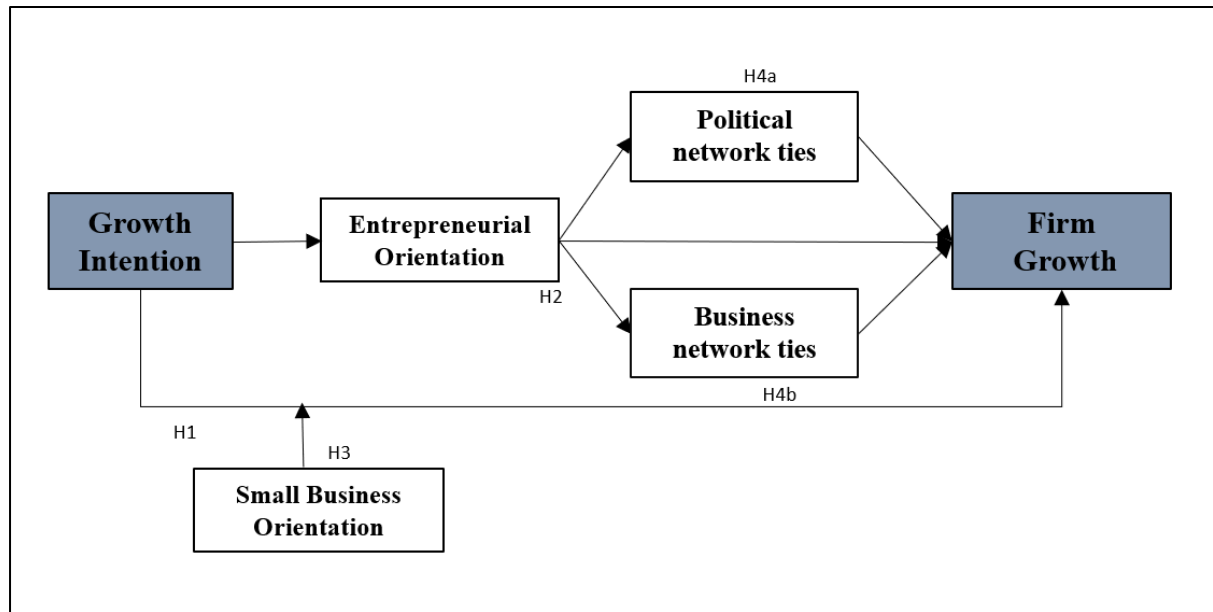 H4a
Political
network ties
Growth
Intention
Entrepreneurial
Orientation
Firm
Growth
H2
Business
network ties
H4b
H1
H3
Small Business
Orientation